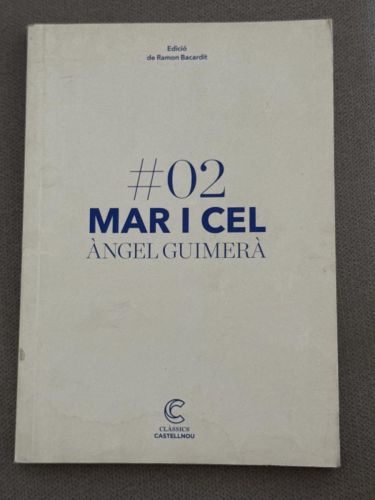 Edició
de Ramon Bacardit
#02
MAR I CEL
ÀNGEL GUIMERÀ
C
CLÀSSICS
CASTELLNOU